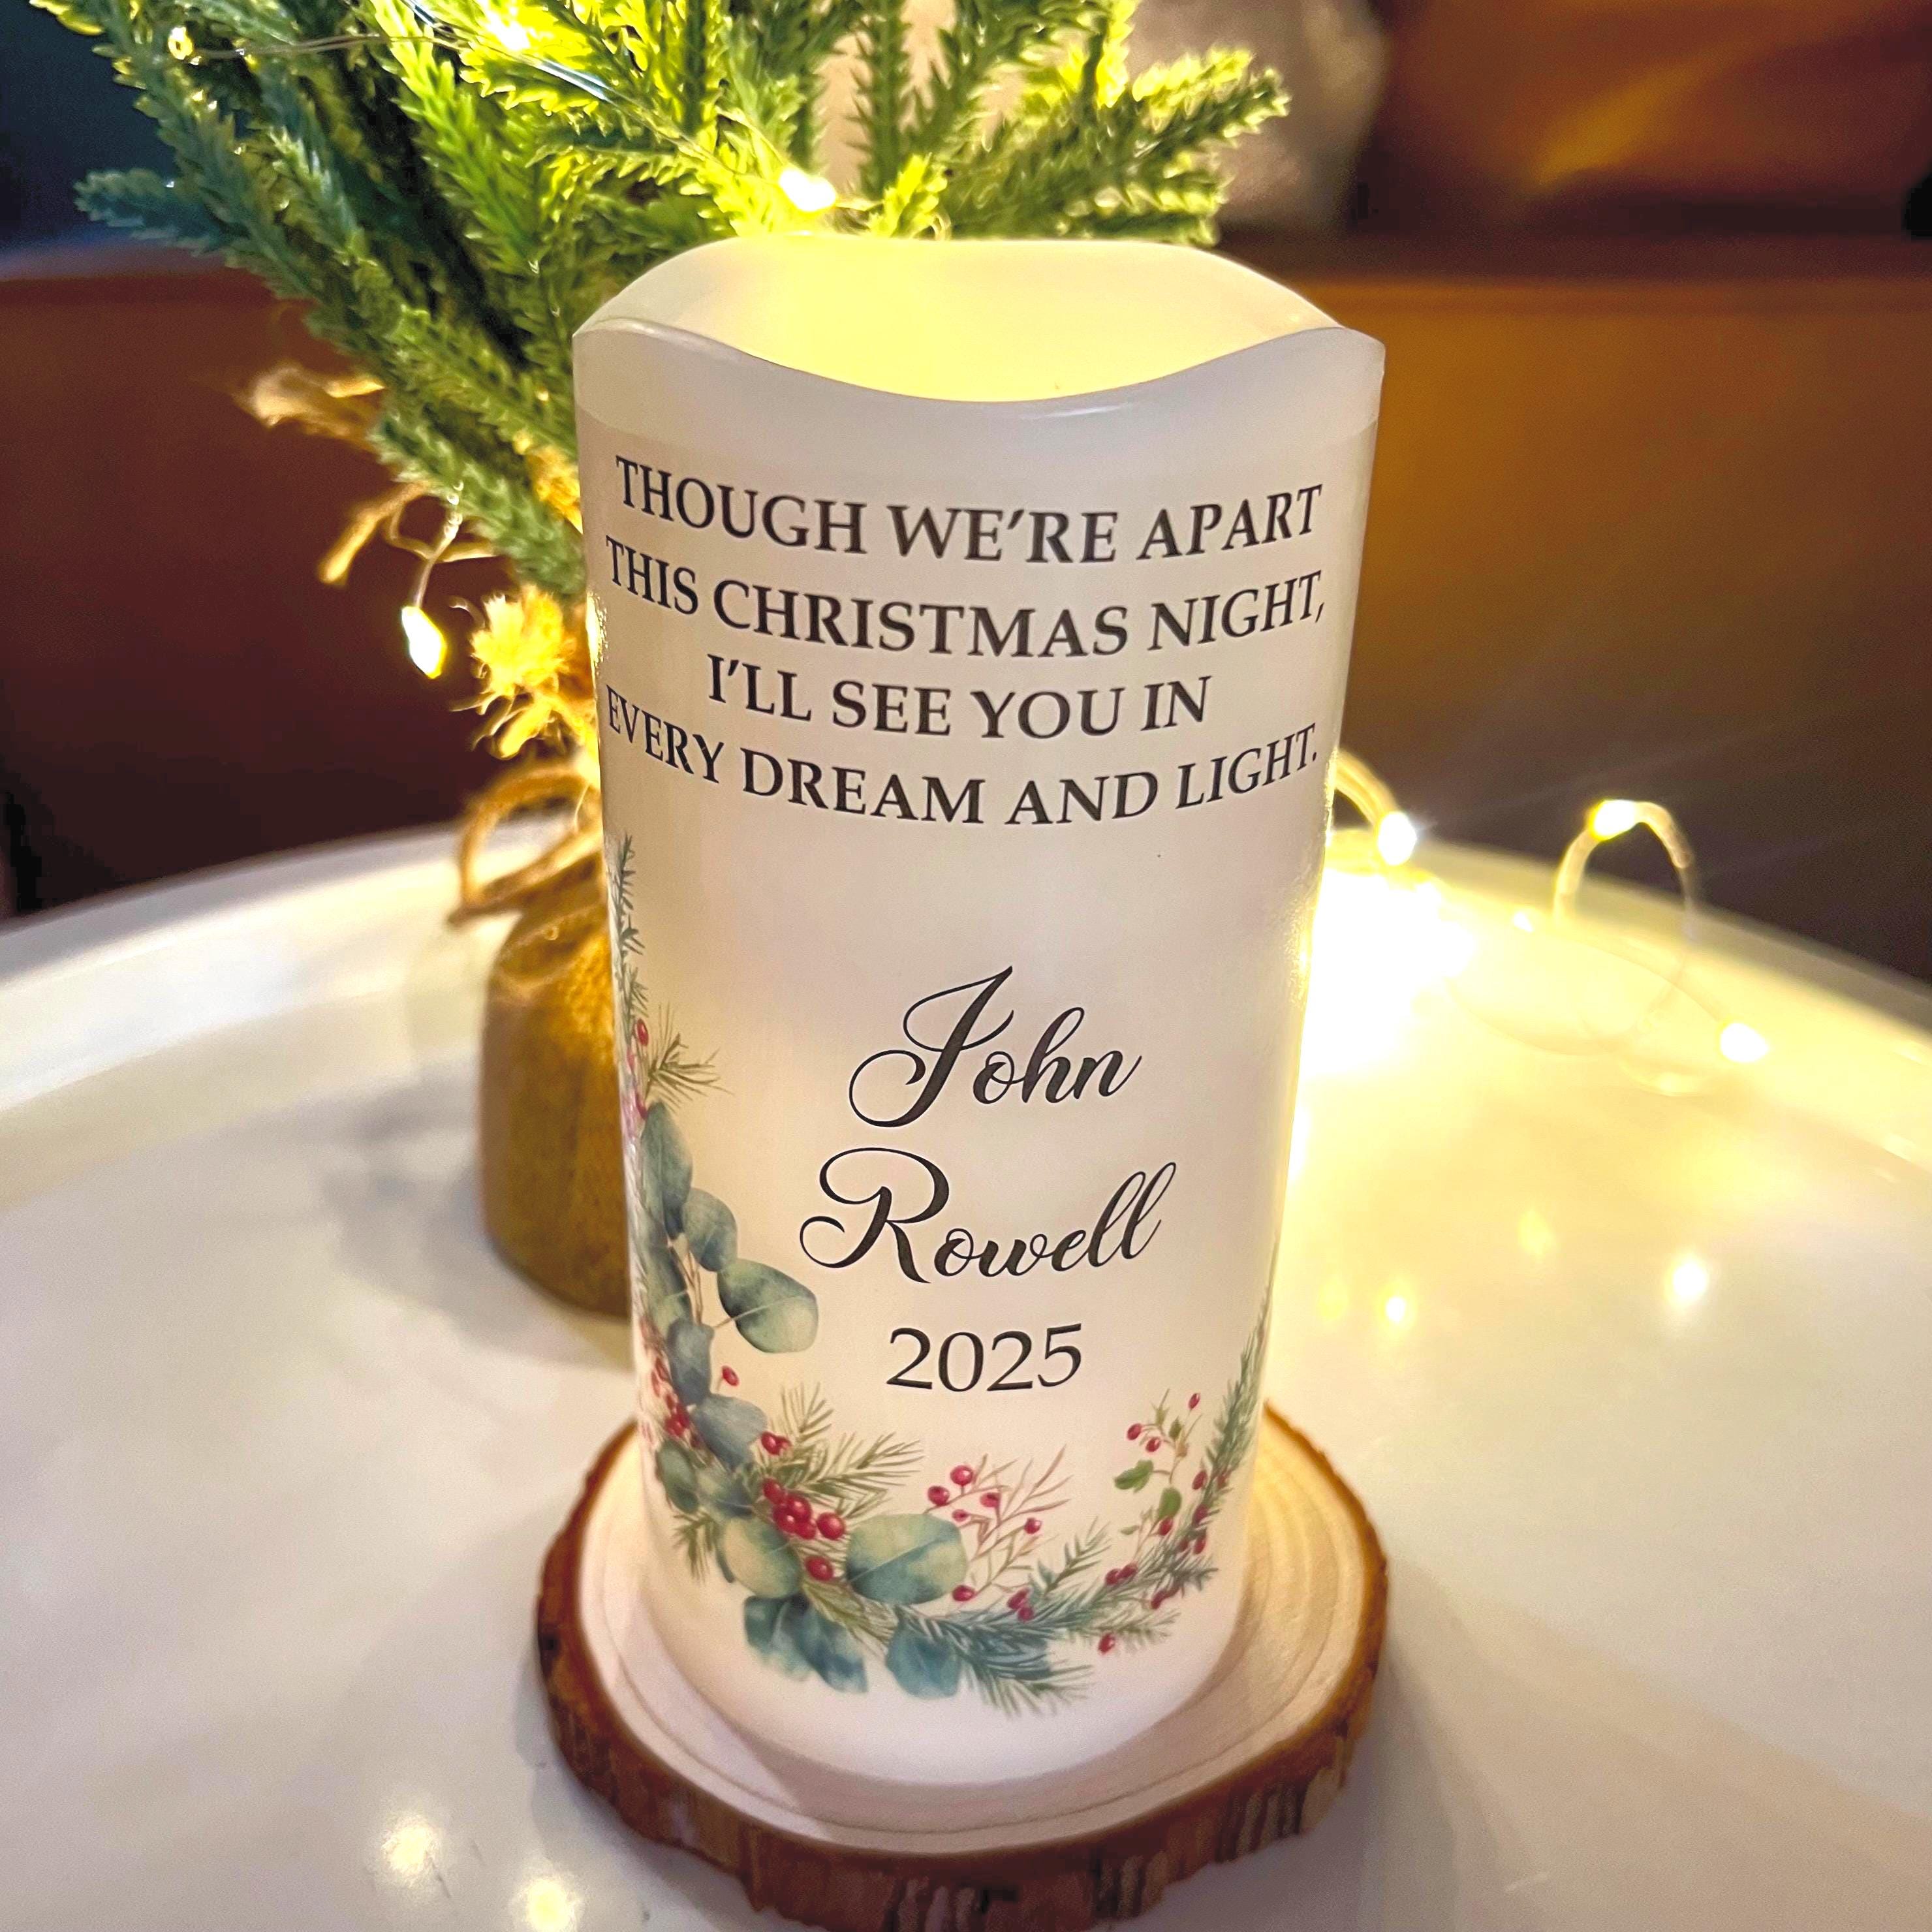 THOUGH WE'RE APART
THIS CHRISTMAS NIGHT,
I'LL SEE YOU IN
EVERY DREAM AND LIGHT.
John
Rowell
2025